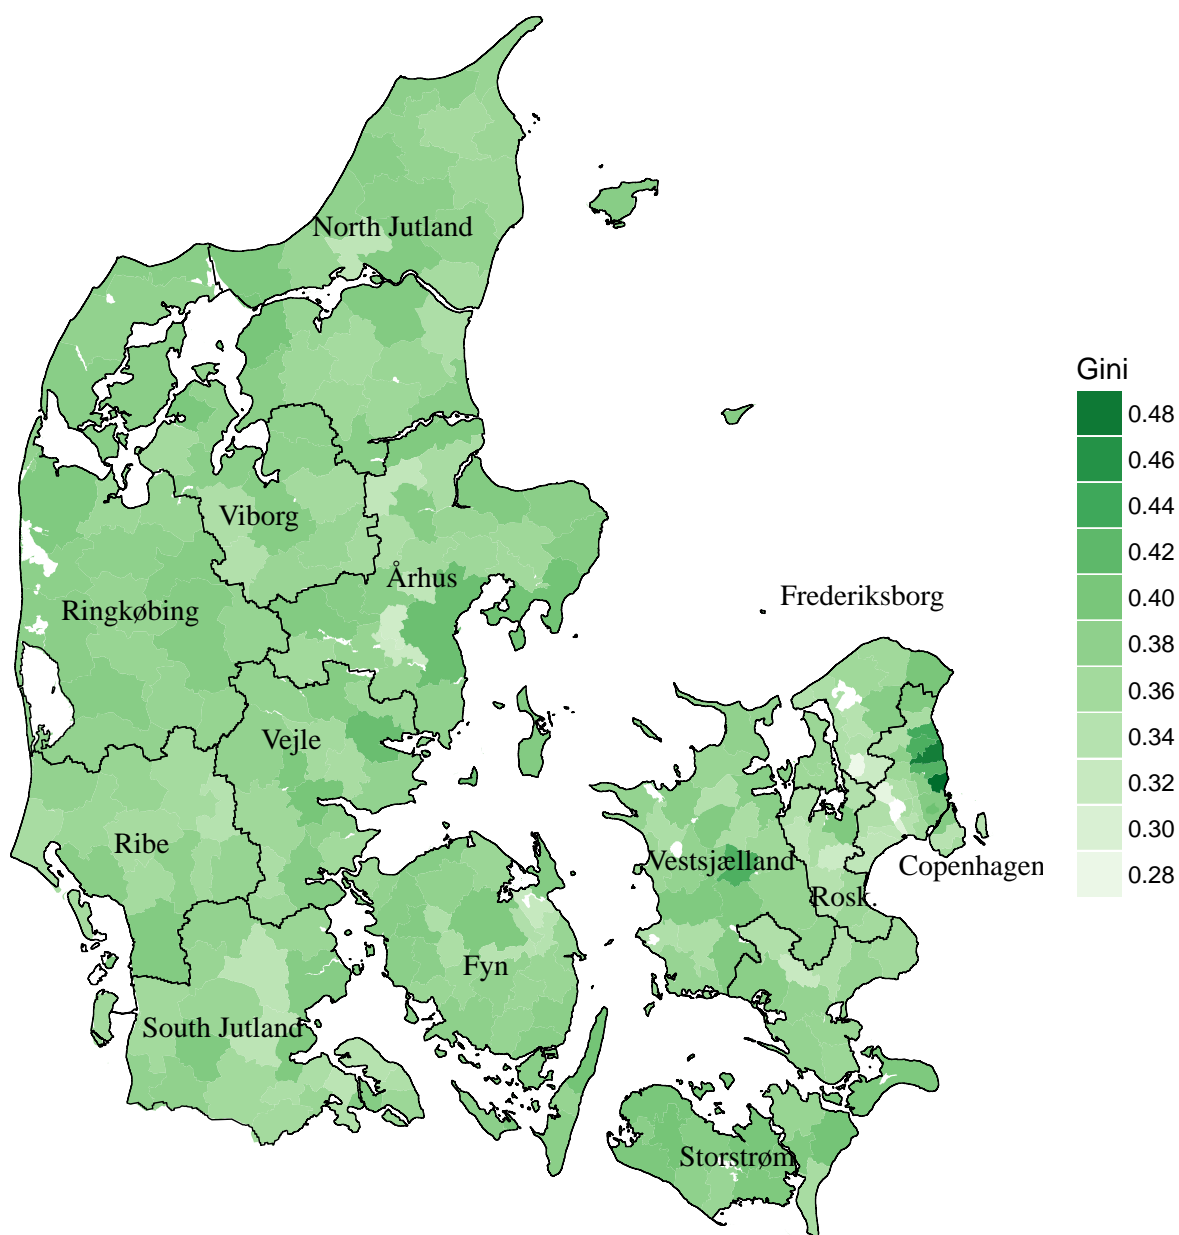 North Jutland
Gini
0.48
0.46
0.44
0.42
0.40
0.38
0.36
0.34
0.32
0.30
0.28
Viborg
Århus
Ringkøbing
Frederiksborg
Vejle
Ribe
Vestsjælland
Copenhagen
Rosk.
Fyn
South Jutland
Storstrøm